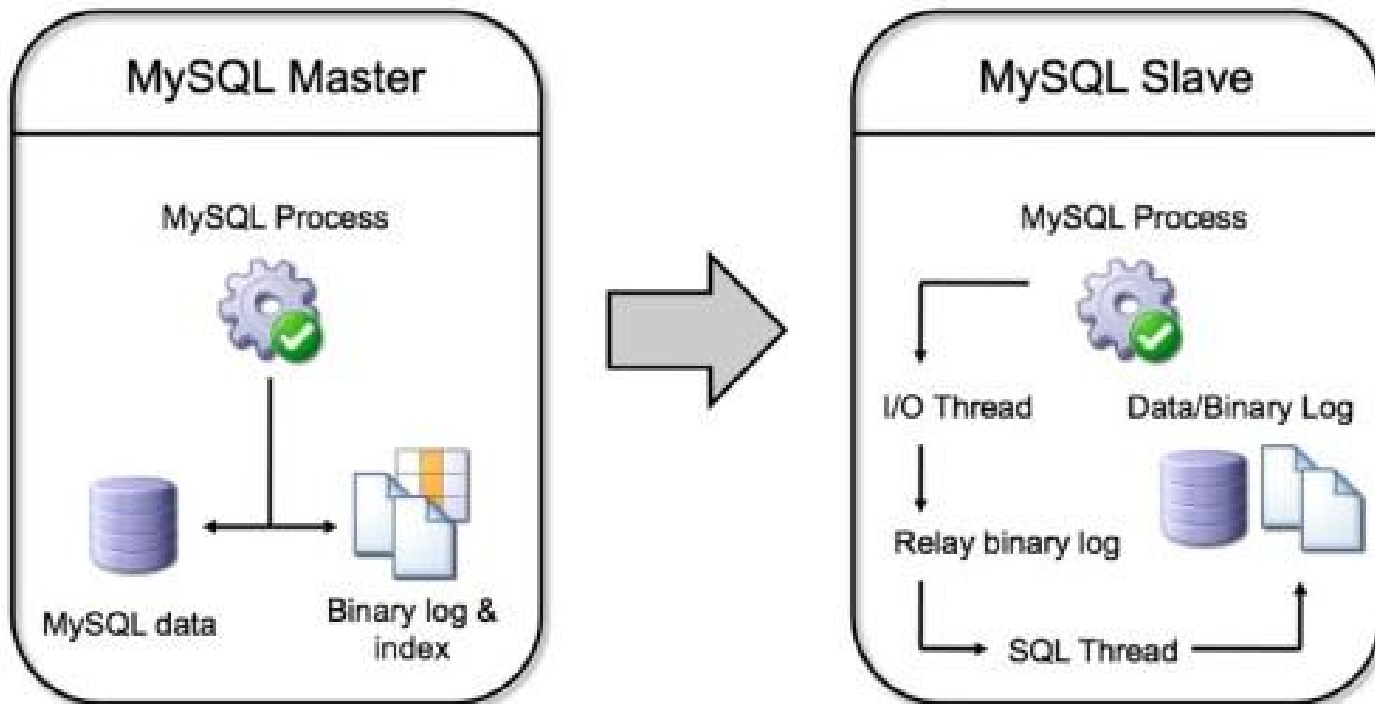 MySQL Master
MySQL Process
MySQL data
Binary log &
index
MySQL Slave
MySQL Process
I/O Thread
Data/Binary Log
Relay binary log
SQL Thread